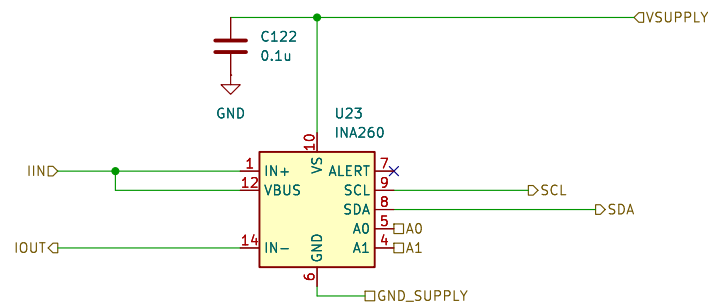 VSUPPLY
C122
0.1u
GND
U23
INA260
10
VS
IIN
1
IN+
ALERT
7
12
VBUS
SCL
9
SCL
SDA
8
SDA
A0
5
A0
IOUT
14
IN-
A1
4
A1
GND
6
GND_SUPPLY